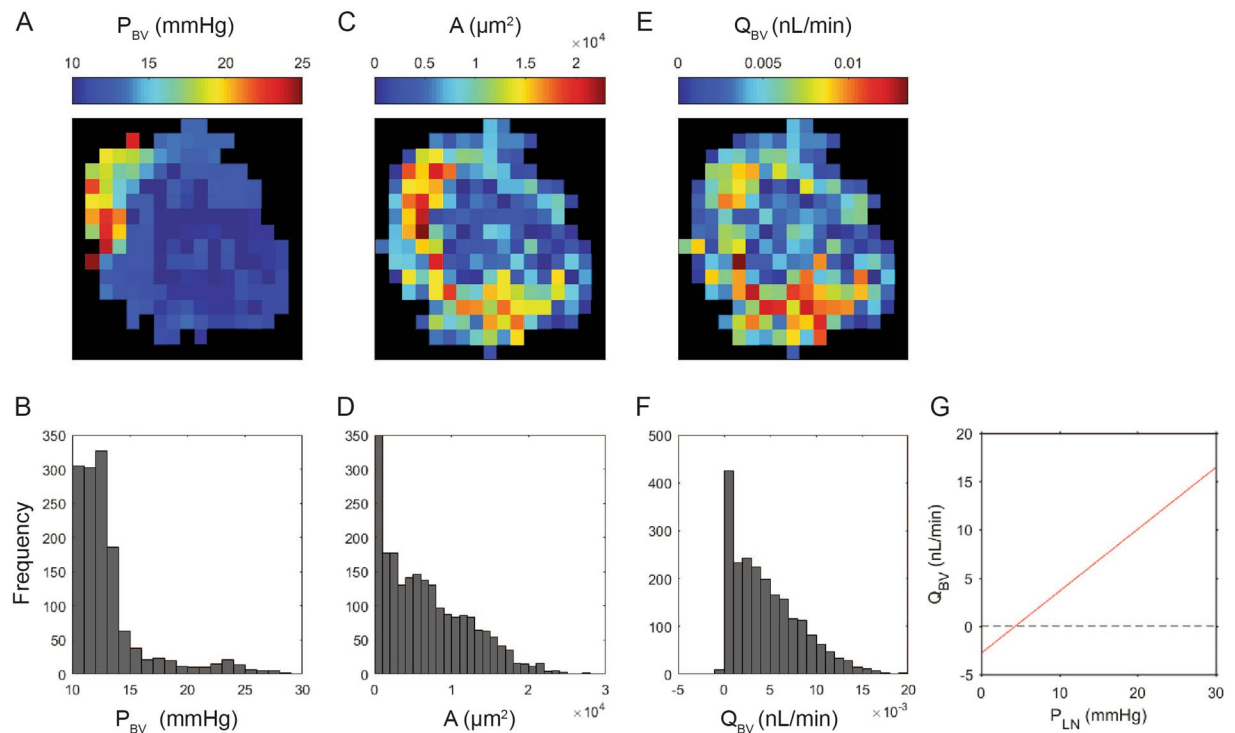 A
P_BV (mmHg)
10 15 20 25
C
A (µm²)
×10⁴
0 0.5 1 1.5 2
E
Q_BV (nL/min)
0 0.005 0.01
B
Frequency
350
300
250
200
150
100
50
0
10 15 20 25 30
P_BV (mmHg)
D
350
300
250
200
150
100
50
0
0 1 2 3
×10⁴
A (µm²)
F
500
400
300
200
100
0
-5 0 5 10 15 20
×10⁻³
Q_BV (nL/min)
G
Q_BV (nL/min)
20
15
10
5
0
-5
0 10 20 30
P_LN (mmHg)